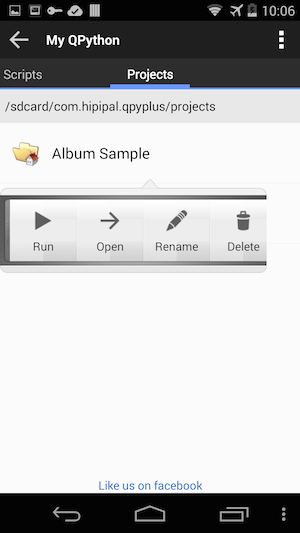 10:06
My QPython
Scripts Projects
/sdcard/com.hipipal.qpyplus/projects
Album Sample
Run Open Rename Delete
Like us on facebook